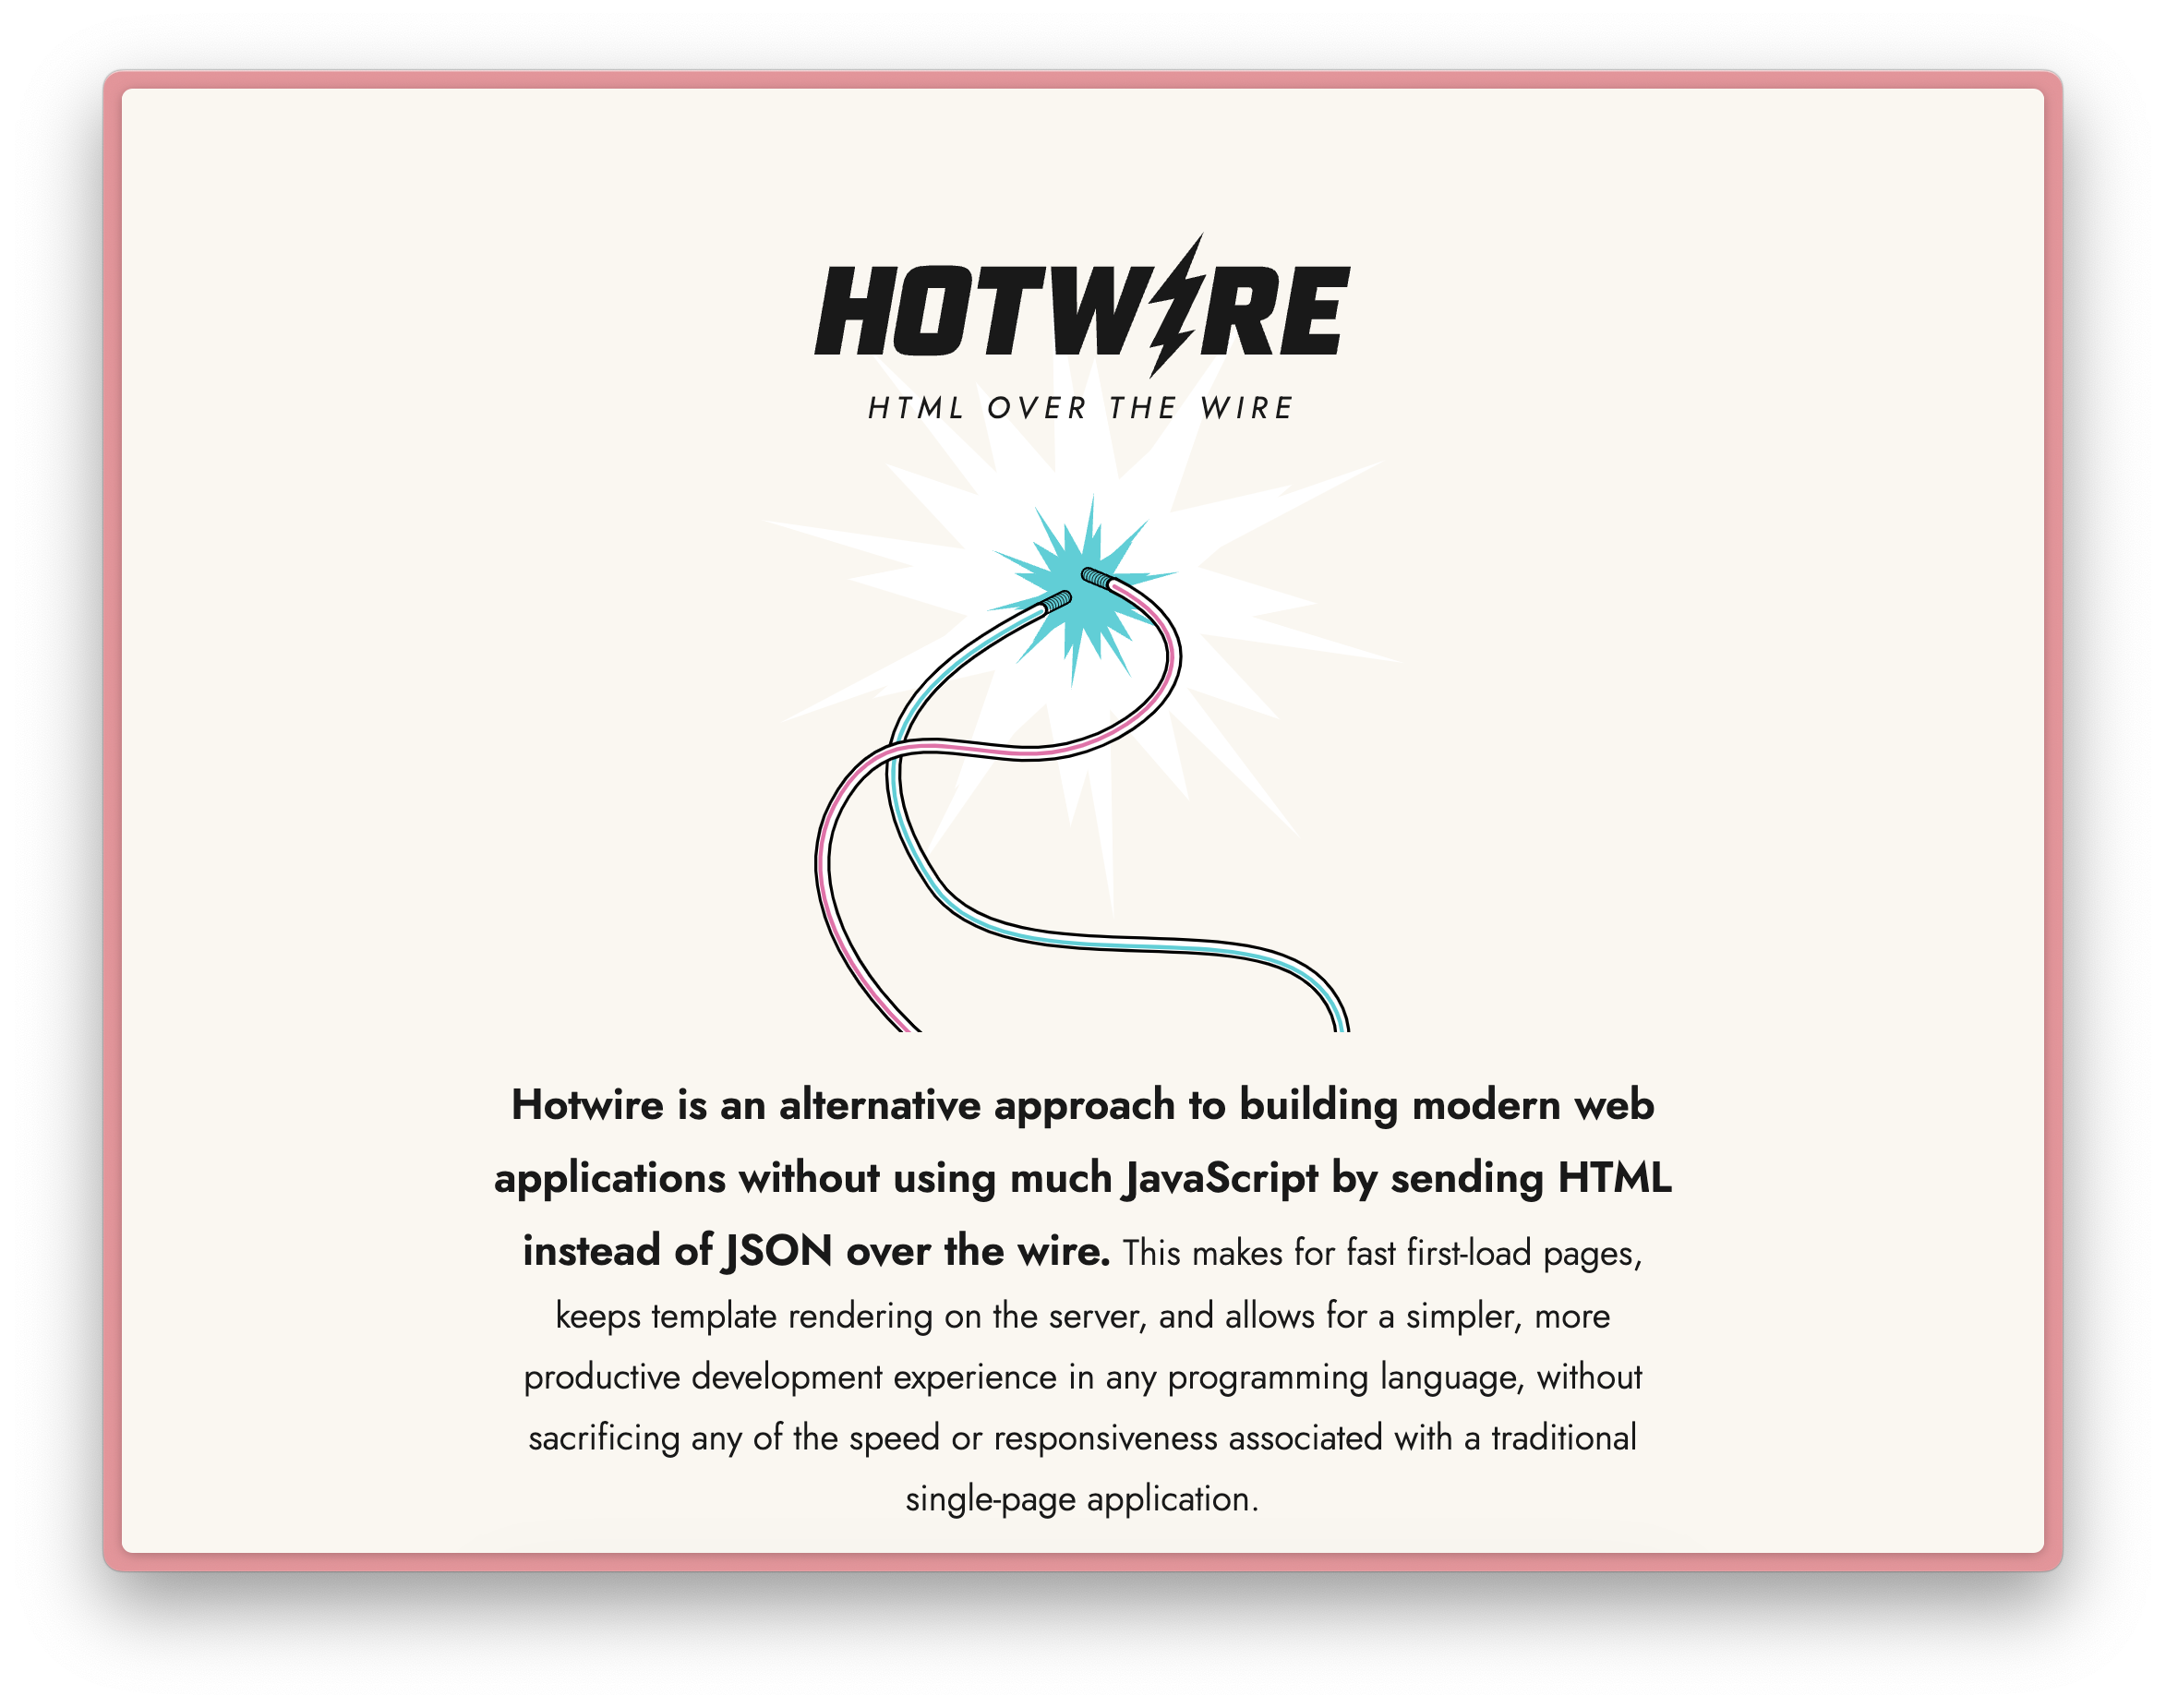 HOTWIRE
HTML OVER THE WIRE
Hotwire is an alternative approach to building modern web
applications without using much JavaScript by sending HTML
instead of JSON over the wire. This makes for fast first-load pages,
keeps template rendering on the server, and allows for a simpler, more
productive development experience in any programming language, without
sacrificing any of the speed or responsiveness associated with a traditional
single-page application.